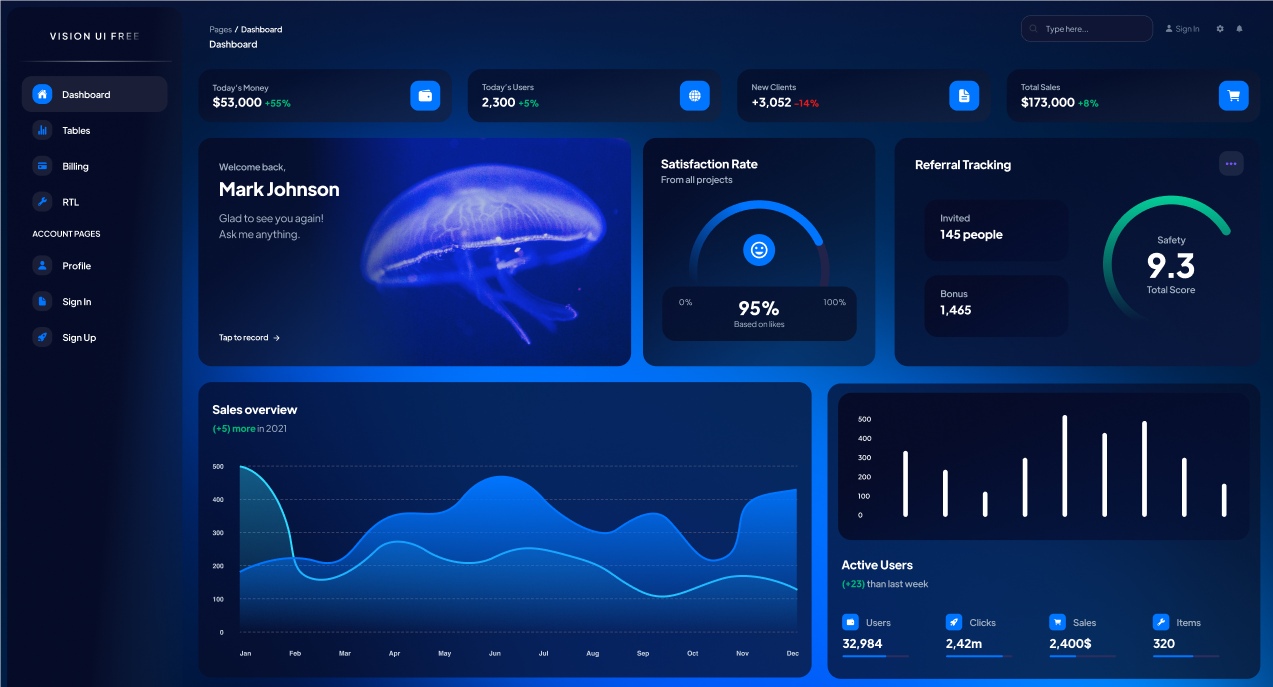 VISION UI FREE
Dashboard
Tables
Billing
RTL
ACCOUNT PAGES
Profile
Sign In
Sign Up
Pages / Dashboard
Dashboard
Type here...
Sign In
Today's Money
$53,000 +55%
Today's Users
2,300 +5%
New Clients
+3,052 -14%
Total Sales
$173,000 +8%
Welcome back,
Mark Johnson
Glad to see you again!
Ask me anything.
Tap to record
Satisfaction Rate
From all projects
0%
95%
100%
Based on likes
Referral Tracking
Invited
145 people
Bonus
1,465
Safety
9.3
Total Score
Sales overview
(+5) more in 2021
500
400
300
200
100
0
Jan Feb Mar Apr May Jun Jul Aug Sep Oct Nov Dec
500
400
300
200
100
0
Active Users
(+23) than last week
Users
32,984
Clicks
2,42m
Sales
2,400$
Items
320